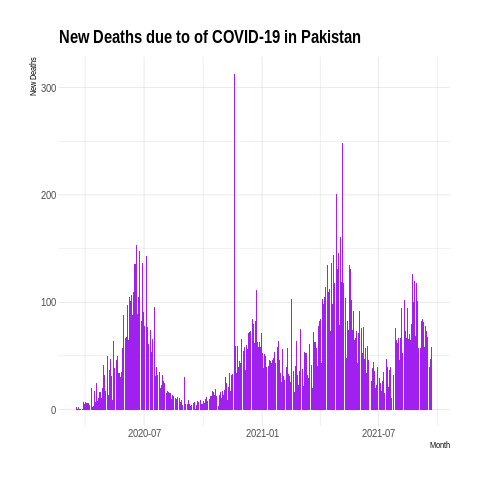 New Deaths due to of COVID-19 in Pakistan
New Deaths
300
200
100
0
2020-07
2021-01
2021-07
Month